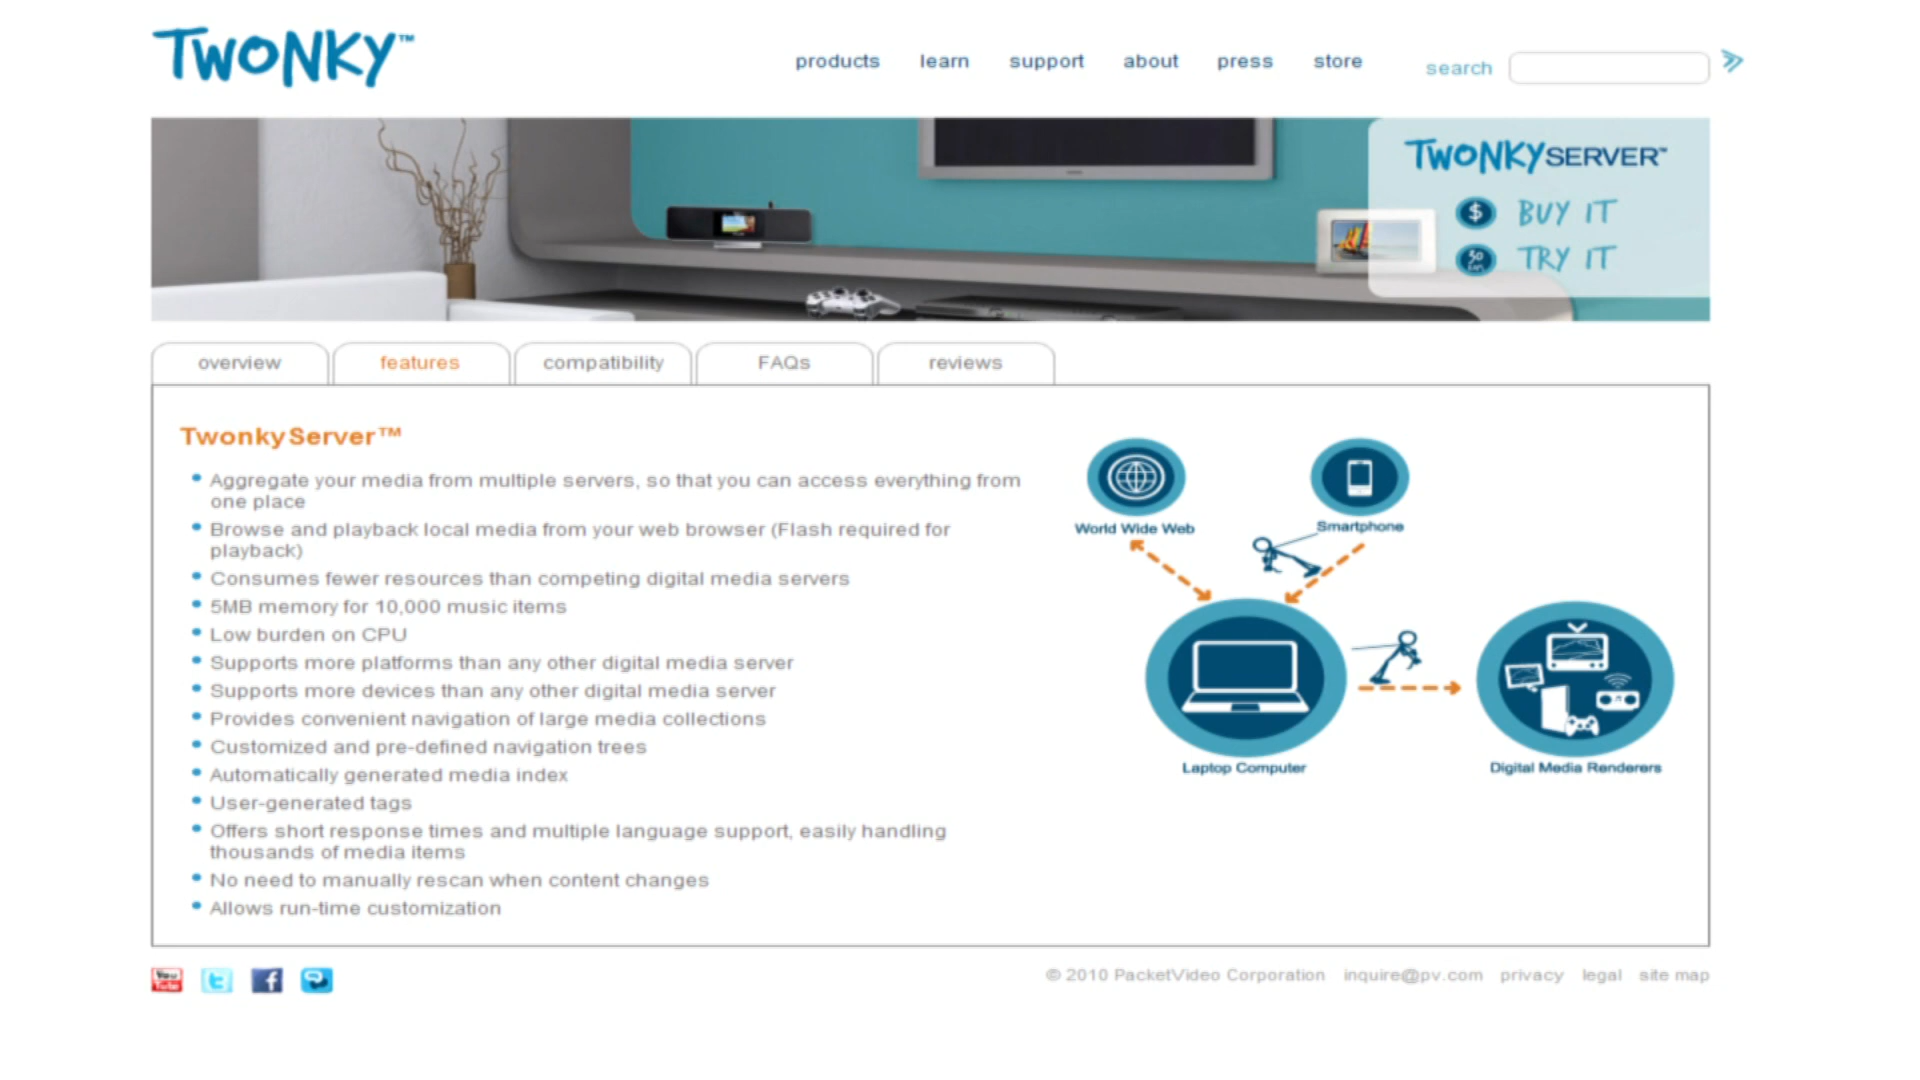 TWONKY™
products learn support about press store search
TWONKYSERVER™
$ BUY IT
30 TRY IT
overview features compatibility FAQs reviews
TwonkyServer™
Aggregate your media from multiple servers, so that you can access everything from
one place
Browse and playback local media from your web browser (Flash required for
playback)
Consumes fewer resources than competing digital media servers
5MB memory for 10,000 music items
Low burden on CPU
Supports more platforms than any other digital media server
Supports more devices than any other digital media server
Provides convenient navigation of large media collections
Customized and pre-defined navigation trees
Automatically generated media index
User-generated tags
Offers short response times and multiple language support, easily handling
thousands of media items
No need to manually rescan when content changes
Allows run-time customization
World Wide Web
Smartphone
Laptop Computer
Digital Media Renderers
You Tube
© 2010 PacketVideo Corporation inquire@pv.com privacy legal site map